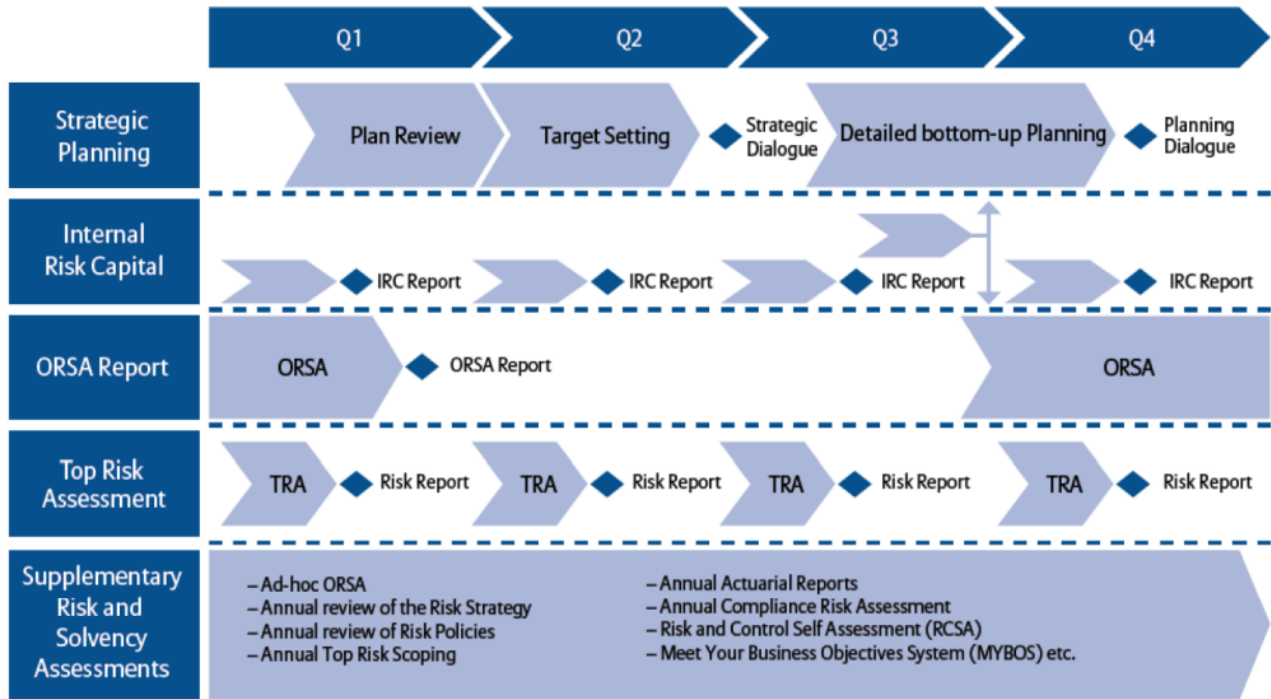 Q1
Q2
Q3
Q4
Strategic
Planning
Plan Review
Target Setting
Strategic
Dialogue
Detailed bottom-up Planning
Planning
Dialogue
Internal
Risk Capital
IRC Report
IRC Report
IRC Report
IRC Report
ORSA Report
ORSA
ORSA Report
ORSA
Top Risk
Assessment
TRA
Risk Report
TRA
Risk Report
TRA
Risk Report
TRA
Risk Report
Supplementary
Risk and
Solvency
Assessments
– Ad-hoc ORSA
– Annual review of the Risk Strategy
– Annual review of Risk Policies
– Annual Top Risk Scoping
– Annual Actuarial Reports
– Annual Compliance Risk Assessment
– Risk and Control Self Assessment (RCSA)
– Meet Your Business Objectives System (MYBOS) etc.